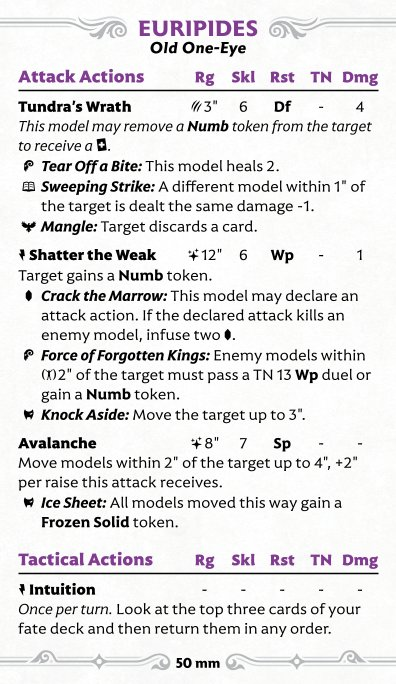 EURIPIDES
Old One-Eye
Attack Actions Rg Skl Rst TN Dmg
Tundra's Wrath 3" 6 Df - 4
This model may remove a Numb token from the target
to receive a .
Tear Off a Bite: This model heals 2.
Sweeping Strike: A different model within 1" of
the target is dealt the same damage -1.
Mangle: Target discards a card.
Shatter the Weak 12" 6 Wp - 1
Target gains a Numb token.
Crack the Marrow: This model may declare an
attack action. If the declared attack kills an
enemy model, infuse two .
Force of Forgotten Kings: Enemy models within
2" of the target must pass a TN 13 Wp duel or
gain a Numb token.
Knock Aside: Move the target up to 3".
Avalanche 8" 7 Sp - -
Move models within 2" of the target up to 4", +2"
per raise this attack receives.
Ice Sheet: All models moved this way gain a
Frozen Solid token.
Tactical Actions Rg Skl Rst TN Dmg
Intuition - - - - -
Once per turn. Look at the top three cards of your
fate deck and then return them in any order.
50 mm